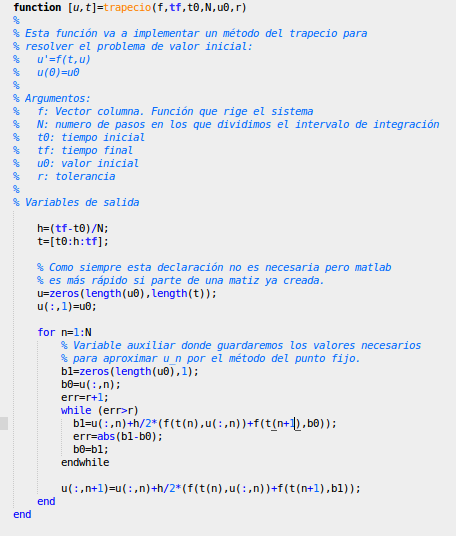 function [u,t]=trapecio(f,tf,t0,N,u0,r)
%
% Esta función va a implementar un método del trapecio para
% resolver el problema de valor inicial:
%   u'=f(t,u)
%   u(0)=u0
%
% Argumentos:
%   f: Vector columna. Función que rige el sistema
%   N: numero de pasos en los que dividimos el intervalo de integración
%   t0: tiempo inicial
%   tf: tiempo final
%   u0: valor inicial
%   r: tolerancia
%
% Variables de salida
h=(tf-t0)/N;
t=[t0:h:tf];
% Como siempre esta declaración no es necesaria pero matlab
% es más rápido si parte de una matiz ya creada.
u=zeros(length(u0),length(t));
u(:,1)=u0;
for n=1:N
% Variable auxiliar donde guardaremos los valores necesarios
% para aproximar u_n por el método del punto fijo.
b1=zeros(length(u0),1);
b0=u(:,n);
err=r+1;
while (err>r)
b1=u(:,n)+h/2*(f(t(n),u(:,n))+f(t(n+1),b0));
err=abs(b1-b0);
b0=b1;
endwhile
u(:,n+1)=u(:,n)+h/2*(f(t(n),u(:,n))+f(t(n+1),b1));
end
end